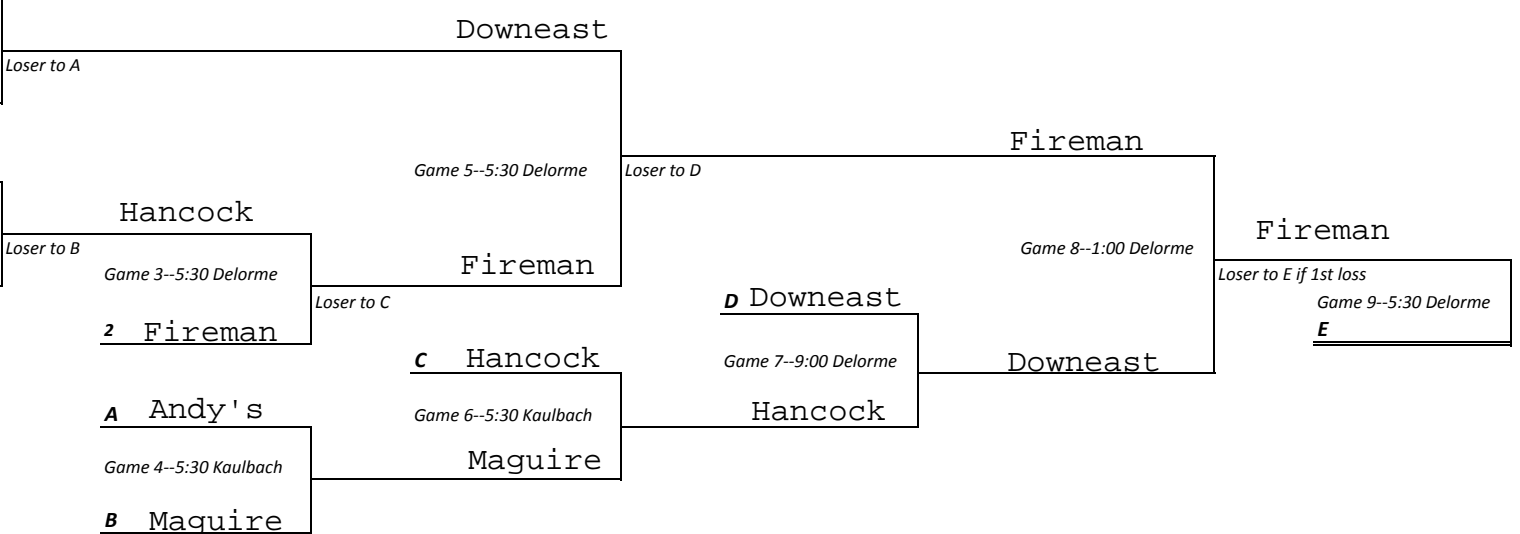 Downeast
Loser to A
Fireman
Game 5--5:30 Delorme
Loser to D
Hancock
Fireman
Loser to B
Game 8--1:00 Delorme
Game 3--5:30 Delorme
Fireman
Loser to E if 1st loss
Loser to C
D Downeast
Game 9--5:30 Delorme
2 Fireman
E
C Hancock
Game 7--9:00 Delorme
Downeast
A Andy's
Game 6--5:30 Kaulbach
Hancock
Game 4--5:30 Kaulbach
Maguire
B Maguire